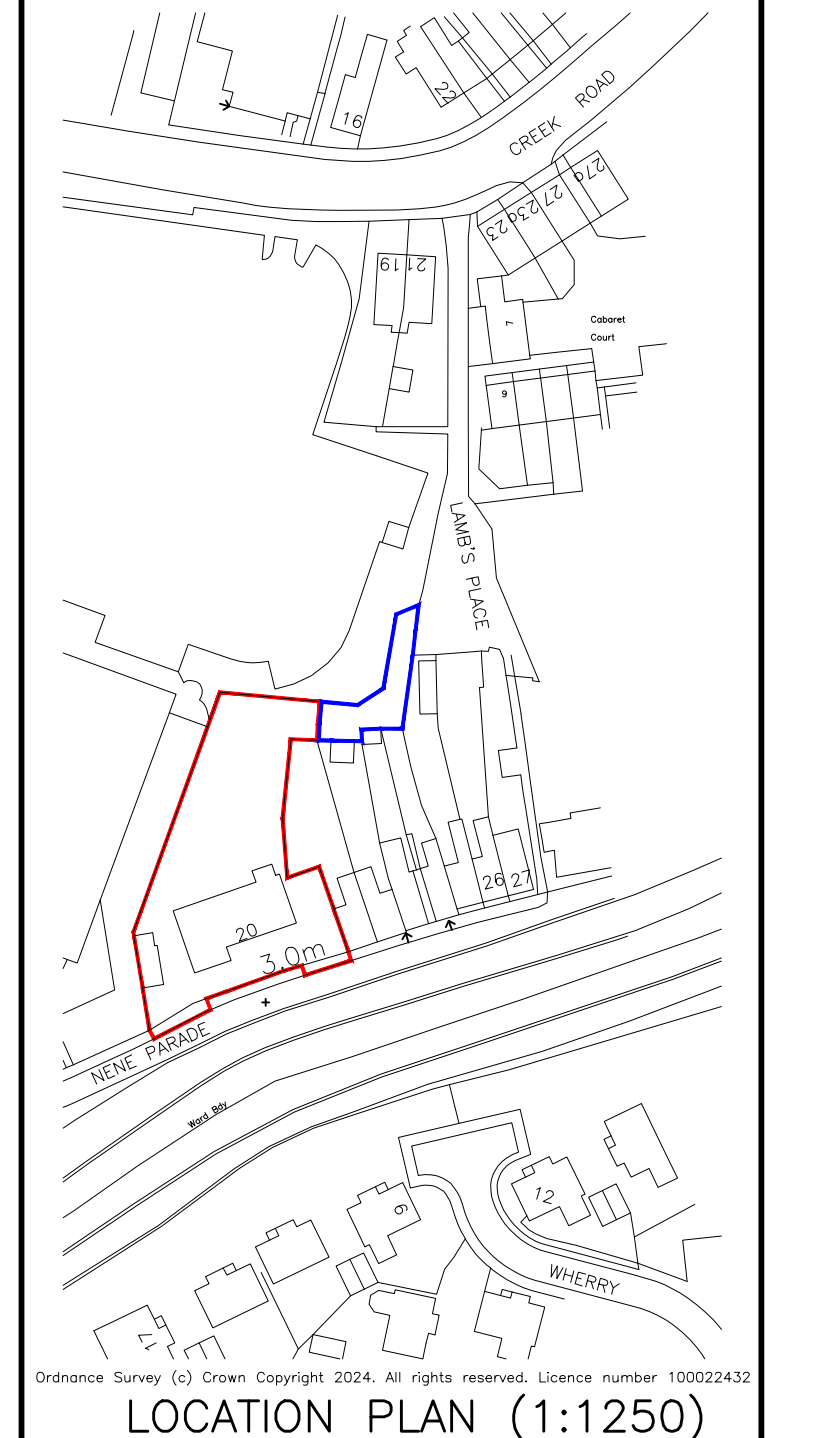 CREEK ROAD
22
16
27a
27
23a
23
21 19
7
Cabaret
Court
9
LAMB'S PLACE
20
26 27
3.0m
NENE PARADE
Ward Bdy
12
9
WHERRY
17
Ordnance Survey (c) Crown Copyright 2024. All rights reserved. Licence number 100022432
LOCATION PLAN (1:1250)